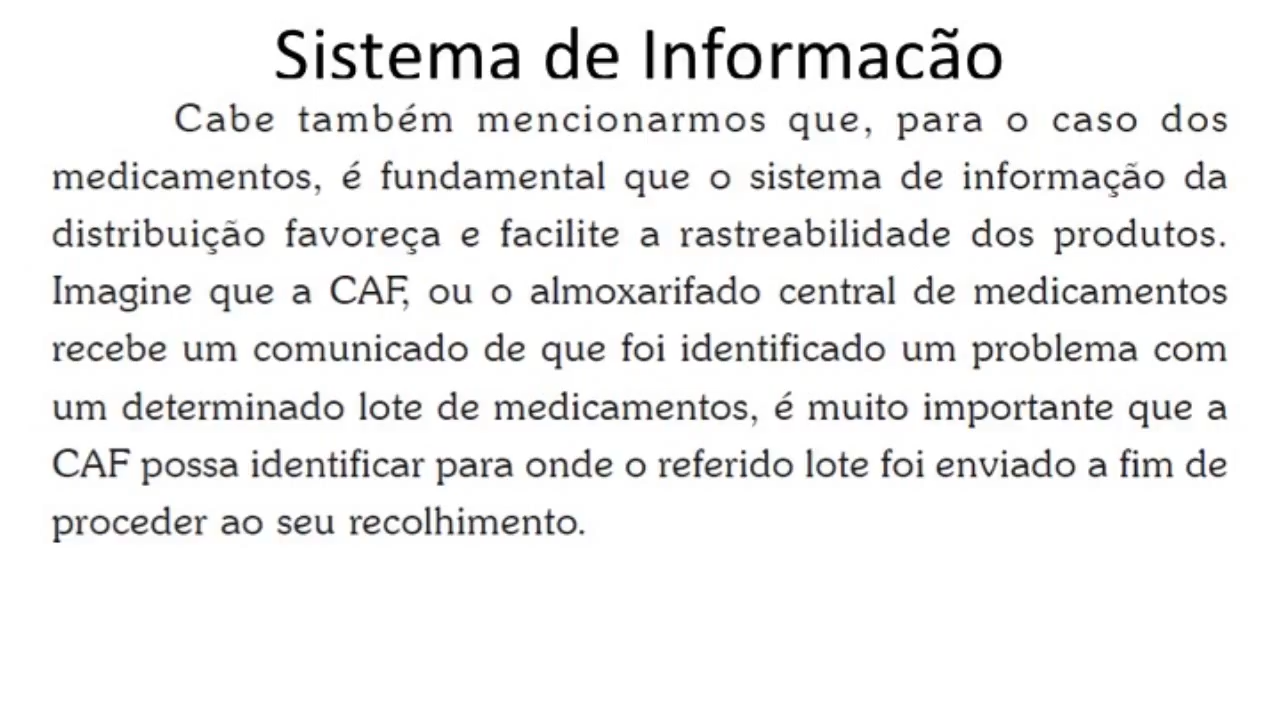 Sistema de Informacão
Cabe também mencionarmos que, para o caso dos
medicamentos, é fundamental que o sistema de informação da
distribuição favoreça e facilite a rastreabilidade dos produtos.
Imagine que a CAF, ou o almoxarifado central de medicamentos
recebe um comunicado de que foi identificado um problema com
um determinado lote de medicamentos, é muito importante que a
CAF possa identificar para onde o referido lote foi enviado a fim de
proceder ao seu recolhimento.